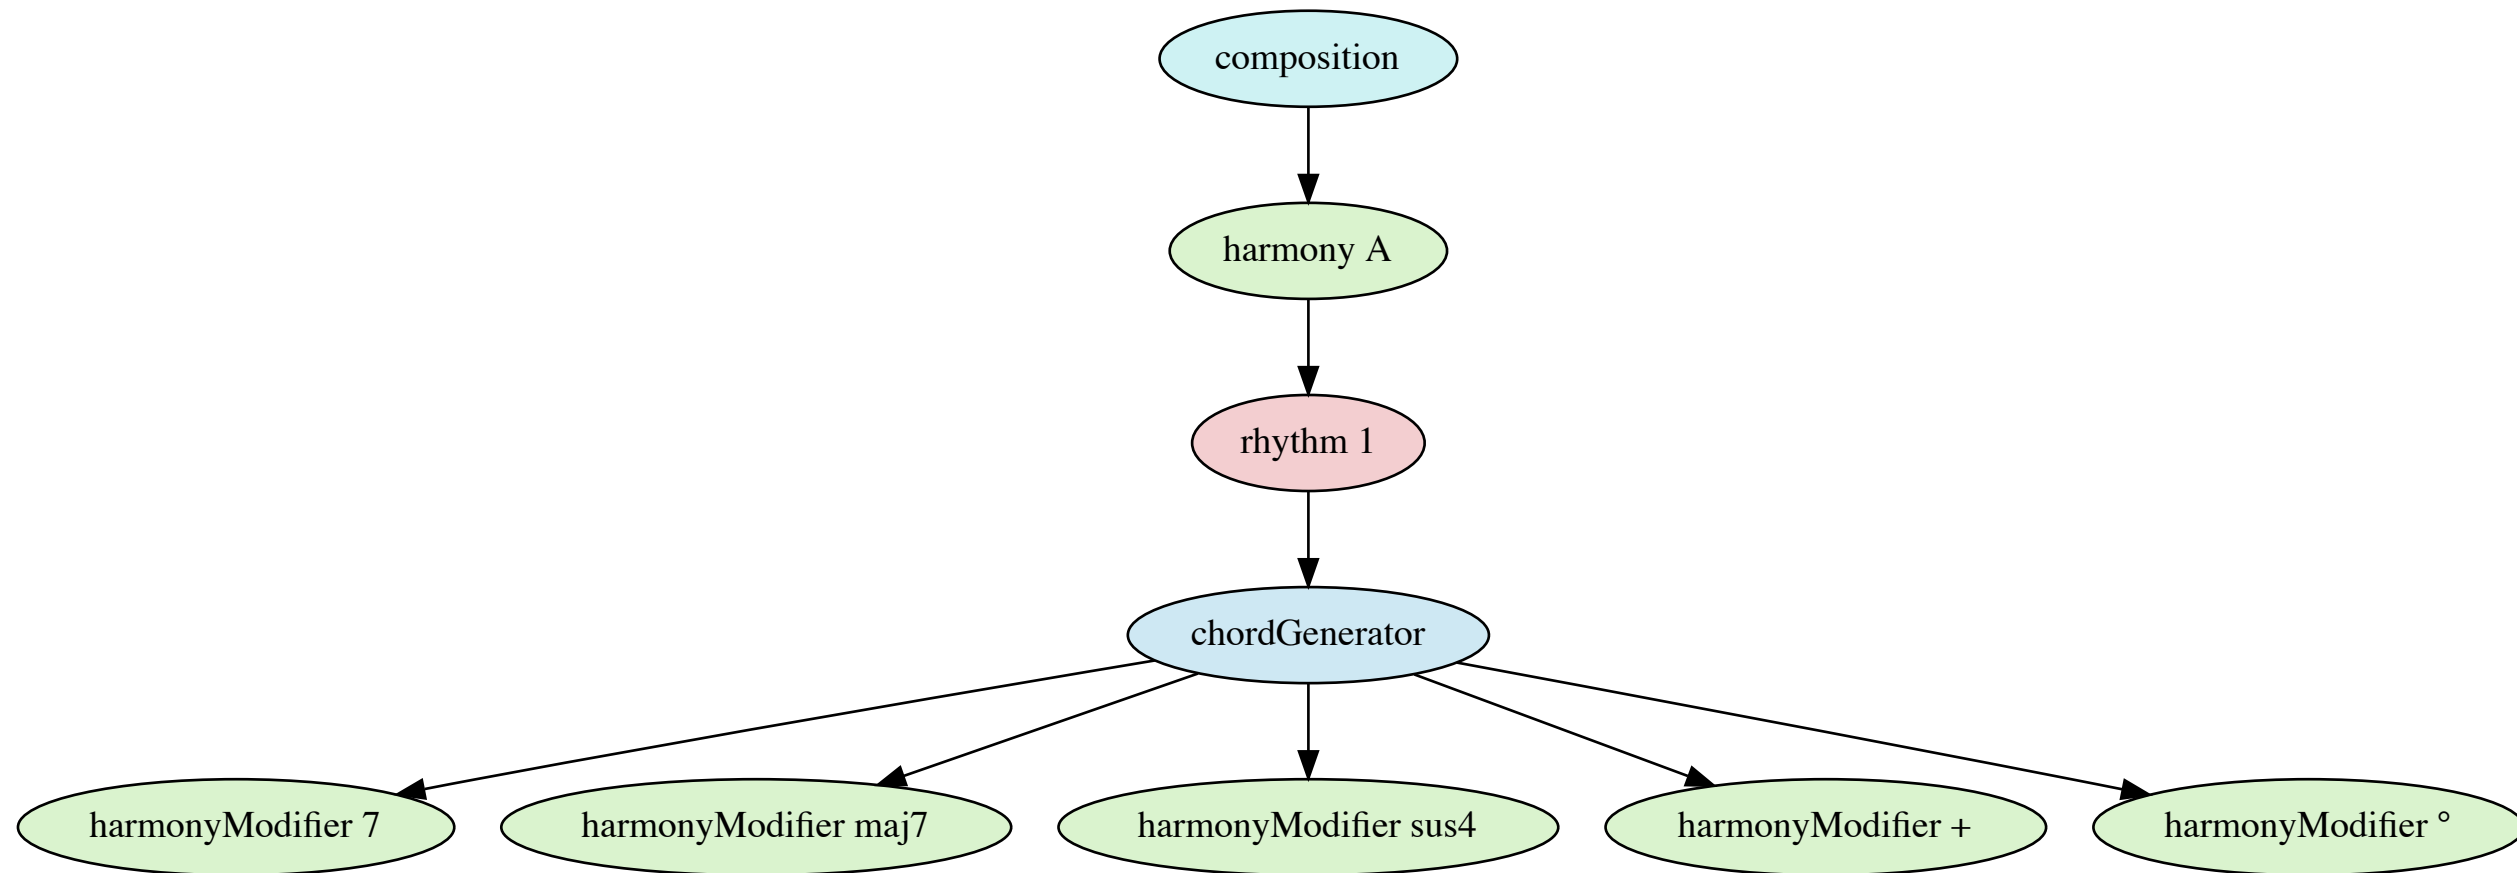 composition
harmony A
rhythm 1
chordGenerator
harmonyModifier 7
harmonyModifier maj7
harmonyModifier sus4
harmonyModifier +
harmonyModifier °